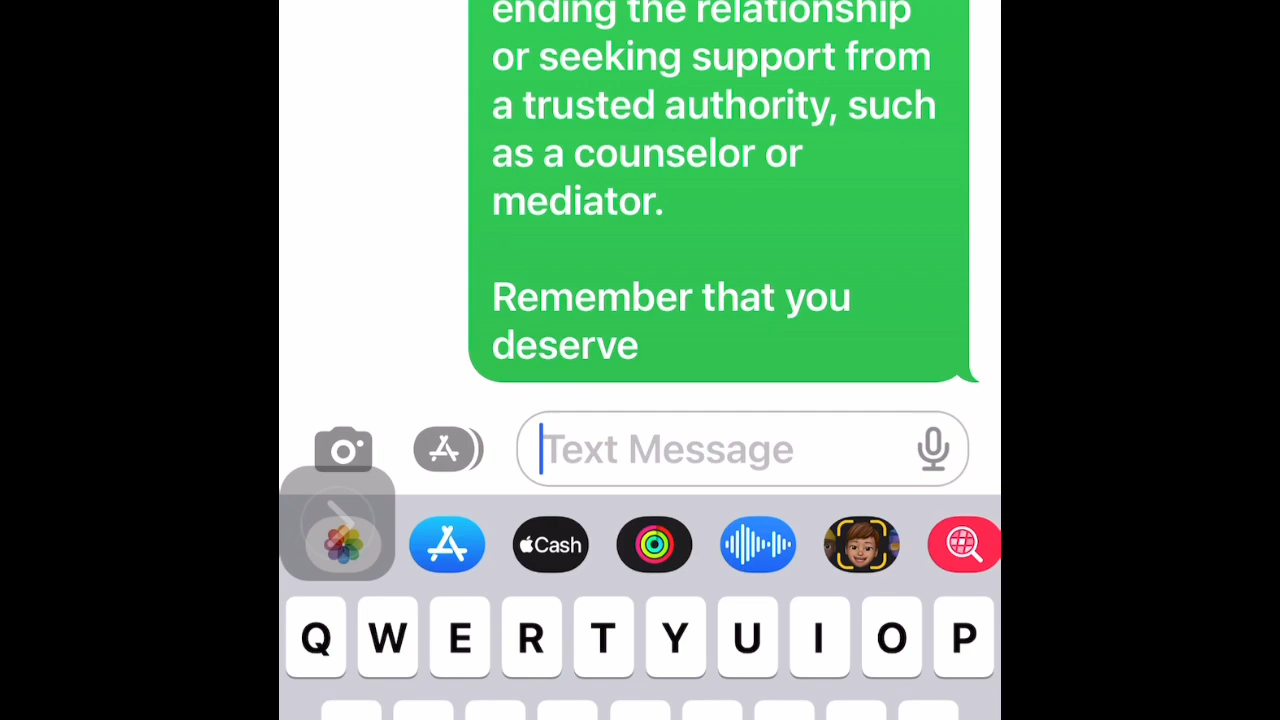 ending the relationship
or seeking support from
a trusted authority, such
as a counselor or
mediator.
Remember that you
deserve
Text Message
Cash
Q W E R T Y U I O P